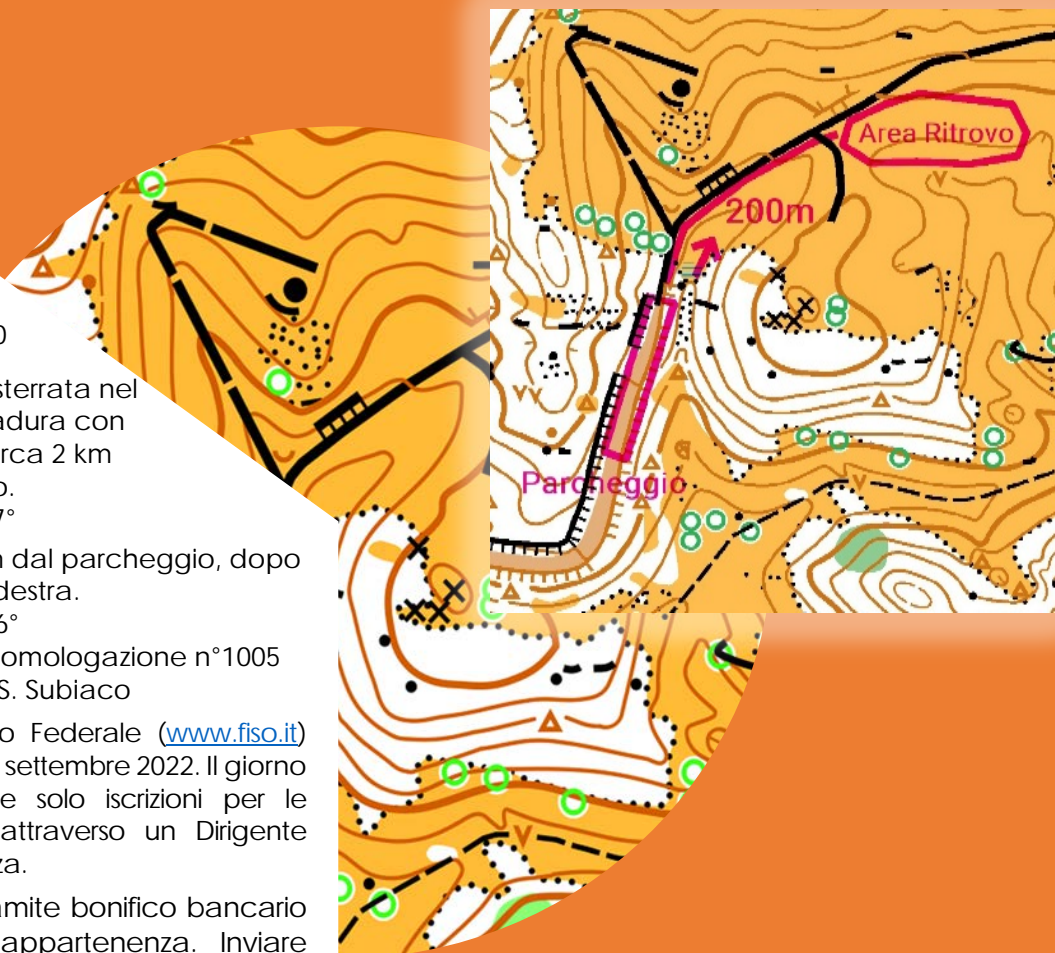 Area Ritrovo
200m
Parcheggio
sterrata nel
adura con
rca 2 km
o.
7°
n dal parcheggio, dopo
destra.
6°
omologazione n°1005
S. Subiaco
o Federale (www.fiso.it)
settembre 2022. Il giorno
e solo iscrizioni per le
attraverso un Dirigente
za.
amite bonifico bancario
appartenenza. Inviare